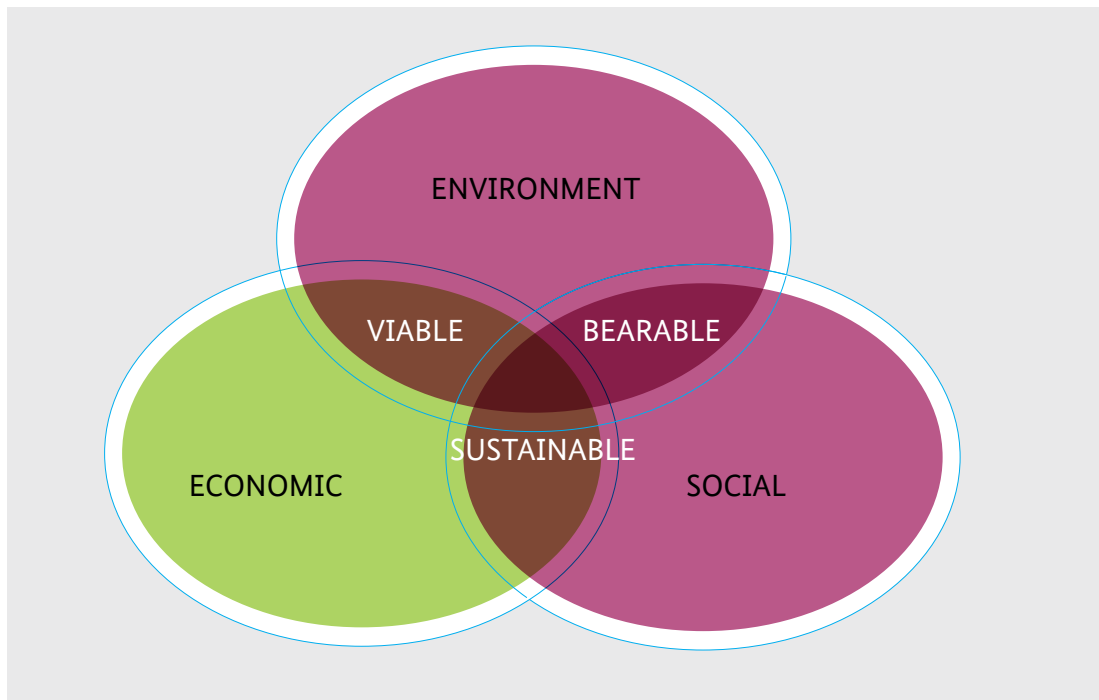 ENVIRONMENT
VIABLE
BEARABLE
SUSTAINABLE
ECONOMIC
SOCIAL